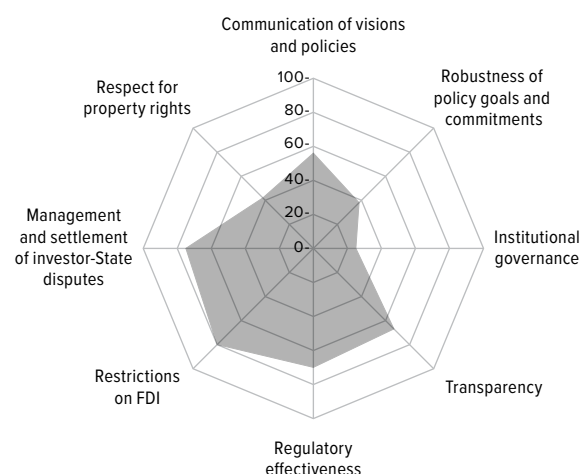 Communication of visions
and policies
Robustness of
policy goals and
commitments
Respect for
property rights
100-
80-
60-
40-
20-
0-
Management
and settlement
of investor-State
disputes
Institutional
governance
Restrictions
on FDI
Transparency
Regulatory
effectiveness